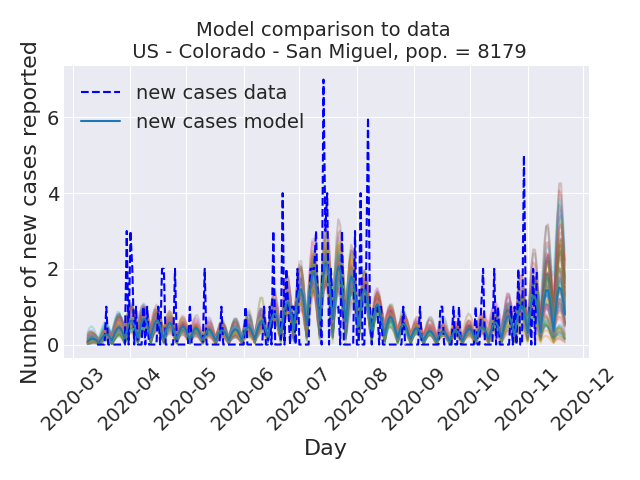 Model comparison to data
US - Colorado - San Miguel, pop. = 8179
Number of new cases reported
new cases data
new cases model
6
4
2
0
2020-03
2020-04
2020-05
2020-06
2020-07
2020-08
2020-09
2020-10
2020-11
2020-12
Day